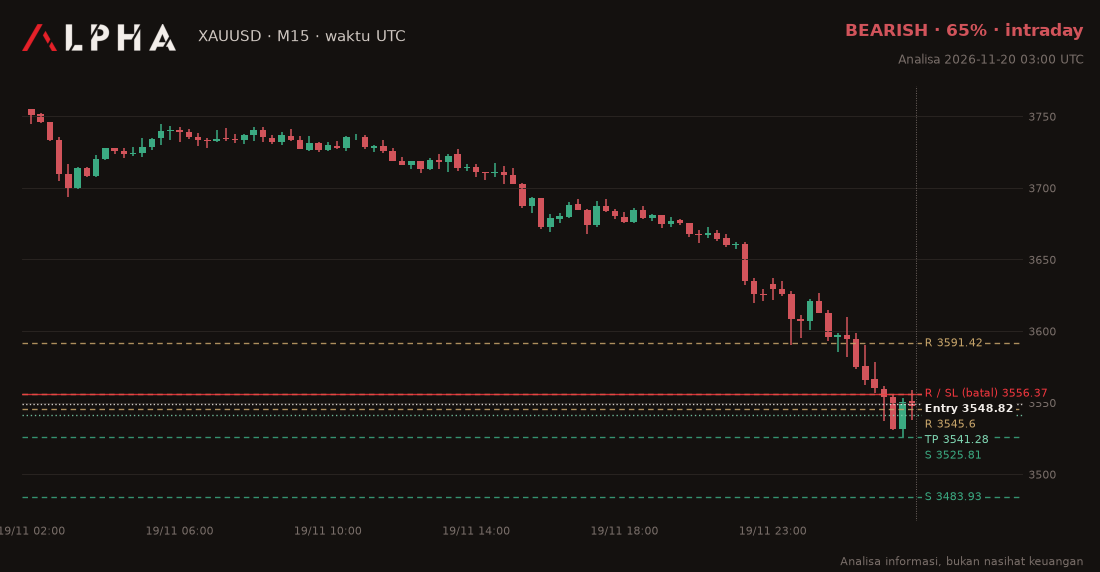 ALPHA XAUUSD · M15 · waktu UTC
BEARISH · 65% · intraday
Analisa 2026-11-20 03:00 UTC
3750
3700
3650
3600
R 3591.42
R / SL (batal) 3556.37
3550
Entry 3548.82
R 3545.6
TP 3541.28
S 3525.81
3500
S 3483.93
19/11 02:00 19/11 06:00 19/11 10:00 19/11 14:00 19/11 18:00 19/11 23:00
Analisa informasi, bukan nasihat keuangan